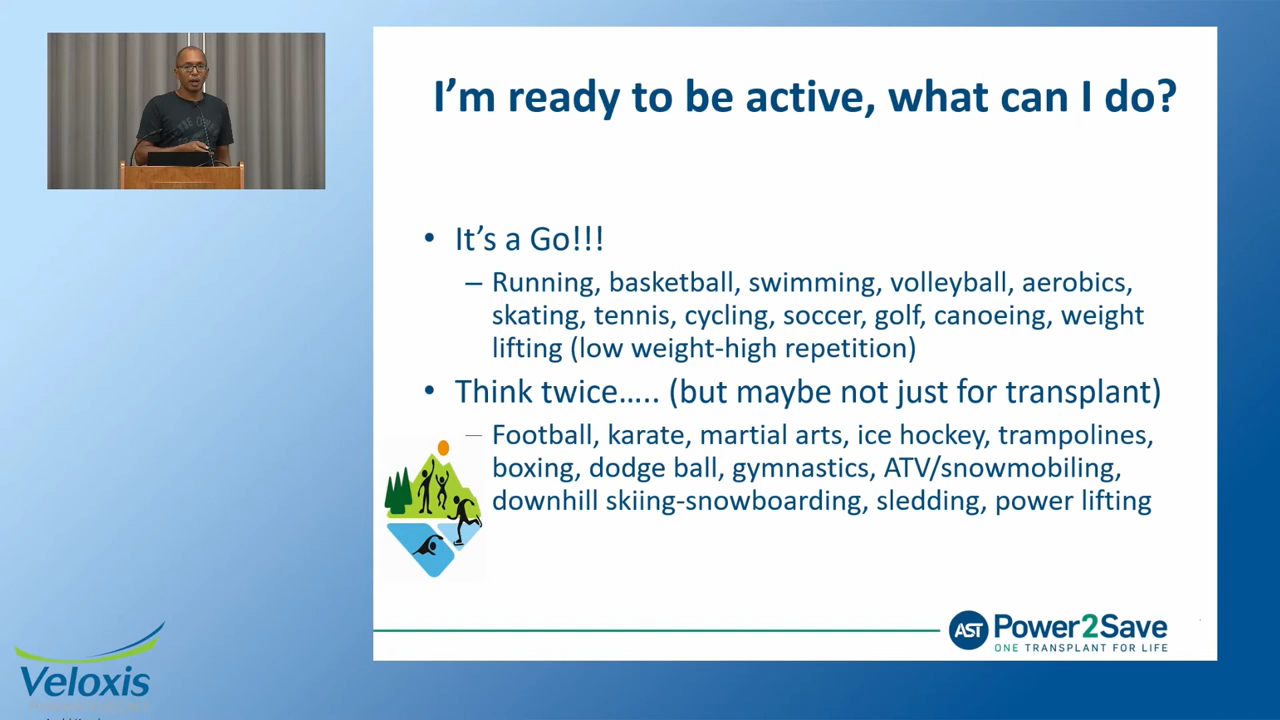 I'm ready to be active, what can I do?
• It's a Go!!!
– Running, basketball, swimming, volleyball, aerobics,
skating, tennis, cycling, soccer, golf, canoeing, weight
lifting (low weight-high repetition)
• Think twice..... (but maybe not just for transplant)
– Football, karate, martial arts, ice hockey, trampolines,
boxing, dodge ball, gymnastics, ATV/snowmobiling,
downhill skiing-snowboarding, sledding, power lifting
AST Power2Save
ONE TRANSPLANT FOR LIFE
Veloxis